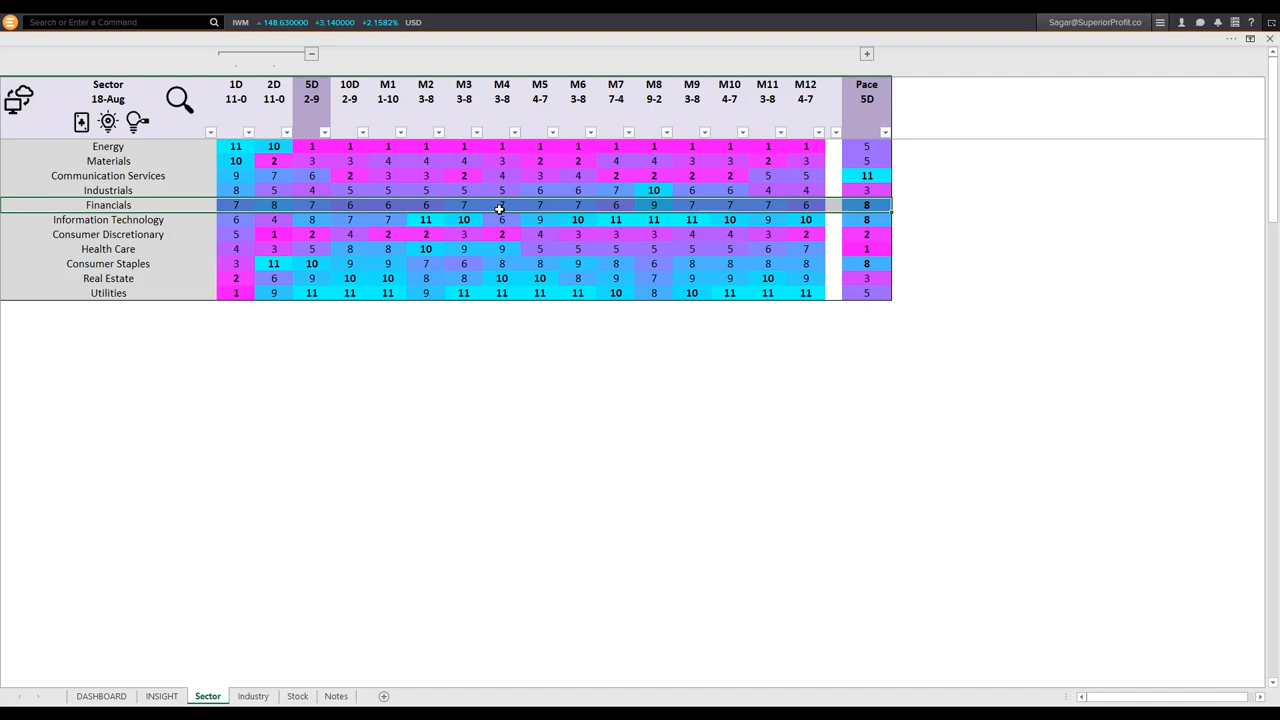 Search or Enter a Command
IWM 148.630000 +3.140000 +2.1582% USD
Sagar@SuperiorProfit.co
Sector 1D 2D 5D 10D M1 M2 M3 M4 M5 M6 M7 M8 M9 M10 M11 M12 Pace
18-Aug 11-0 11-0 2-9 2-9 1-10 3-8 3-8 3-8 4-7 3-8 7-4 9-2 3-8 4-7 3-8 4-7 5D
Energy 11 10 1 1 1 1 1 1 1 1 1 1 1 1 1 1 5
Materials 10 2 3 3 4 4 4 3 2 2 4 4 3 3 2 3 5
Communication Services 9 7 6 2 3 3 2 4 3 4 2 2 2 2 5 5 11
Industrials 8 5 4 5 5 5 5 5 6 6 7 10 6 6 4 4 3
Financials 7 8 7 6 6 6 7 7 7 7 6 9 7 7 7 6 8
Information Technology 6 4 8 7 7 11 10 6 9 10 11 11 11 10 9 10 8
Consumer Discretionary 5 1 2 4 2 2 3 2 4 3 3 3 4 4 3 2 2
Health Care 4 3 5 8 8 10 9 9 5 5 5 5 5 5 6 7 1
Consumer Staples 3 11 10 9 9 7 6 8 8 9 8 6 8 8 8 8 8
Real Estate 2 6 9 10 10 8 8 10 10 8 9 7 9 9 10 9 3
Utilities 1 9 11 11 11 9 11 11 11 11 10 8 10 11 11 11 5
DASHBOARD INSIGHT Sector Industry Stock Notes